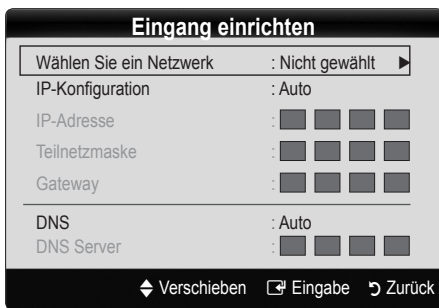 Eingang einrichten
Wählen Sie ein Netzwerk : Nicht gewählt ►
IP-Konfiguration : Auto
IP-Adresse :
Teilnetzmaske :
Gateway :
DNS : Auto
DNS Server :
Verschieben Eingabe Zurück